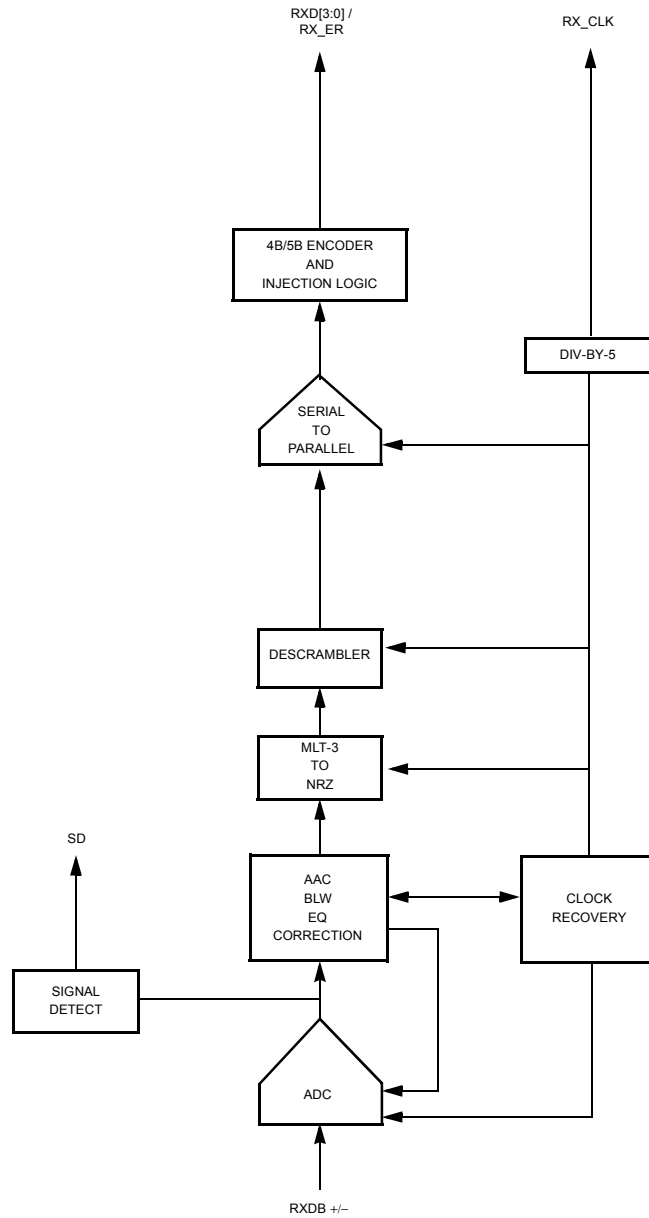 RXD[3:0] /
RX_ER
RX_CLK
4B/5B ENCODER
AND
INJECTION LOGIC
DIV-BY-5
SERIAL
TO
PARALLEL
DESCRAMBLER
MLT-3
TO
NRZ
SD
AAC
BLW
EQ
CORRECTION
CLOCK
RECOVERY
SIGNAL
DETECT
ADC
RXDB +/−